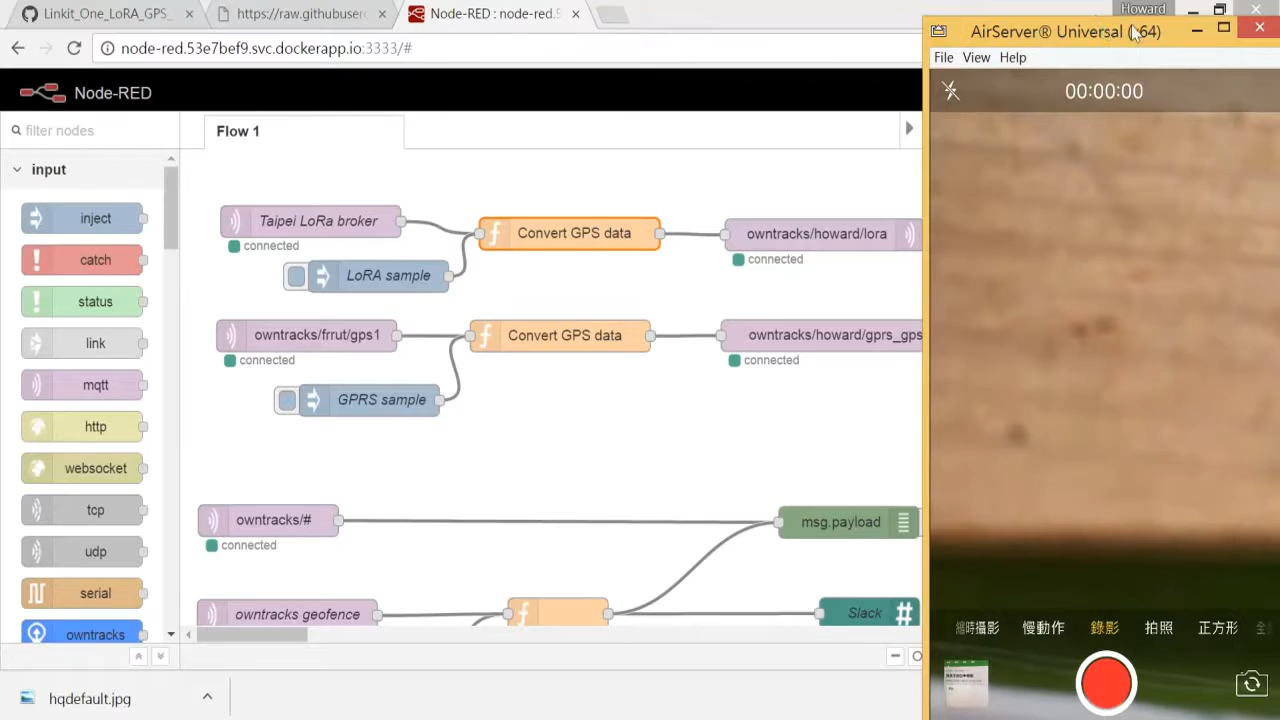 Linkit_One_LoRA_GPS_
https://raw.githubuserc
Node-RED : node-red.5
Howard
node-red.53e7bef9.svc.dockerapp.io:3333/#
AirServer® Universal (x64)
File View Help
Node-RED
00:00:00
filter nodes
Flow 1
input
inject
catch
status
link
mqtt
http
websocket
tcp
udp
serial
owntracks
Taipei LoRa broker
connected
LoRA sample
Convert GPS data
owntracks/howard/lora
connected
owntracks/frrut/gps1
connected
GPRS sample
Convert GPS data
owntracks/howard/gprs_gps
connected
owntracks/#
connected
msg.payload
owntracks geofence
Slack
縮時攝影 慢動作 錄影 拍照 正方形 全
hqdefault.jpg